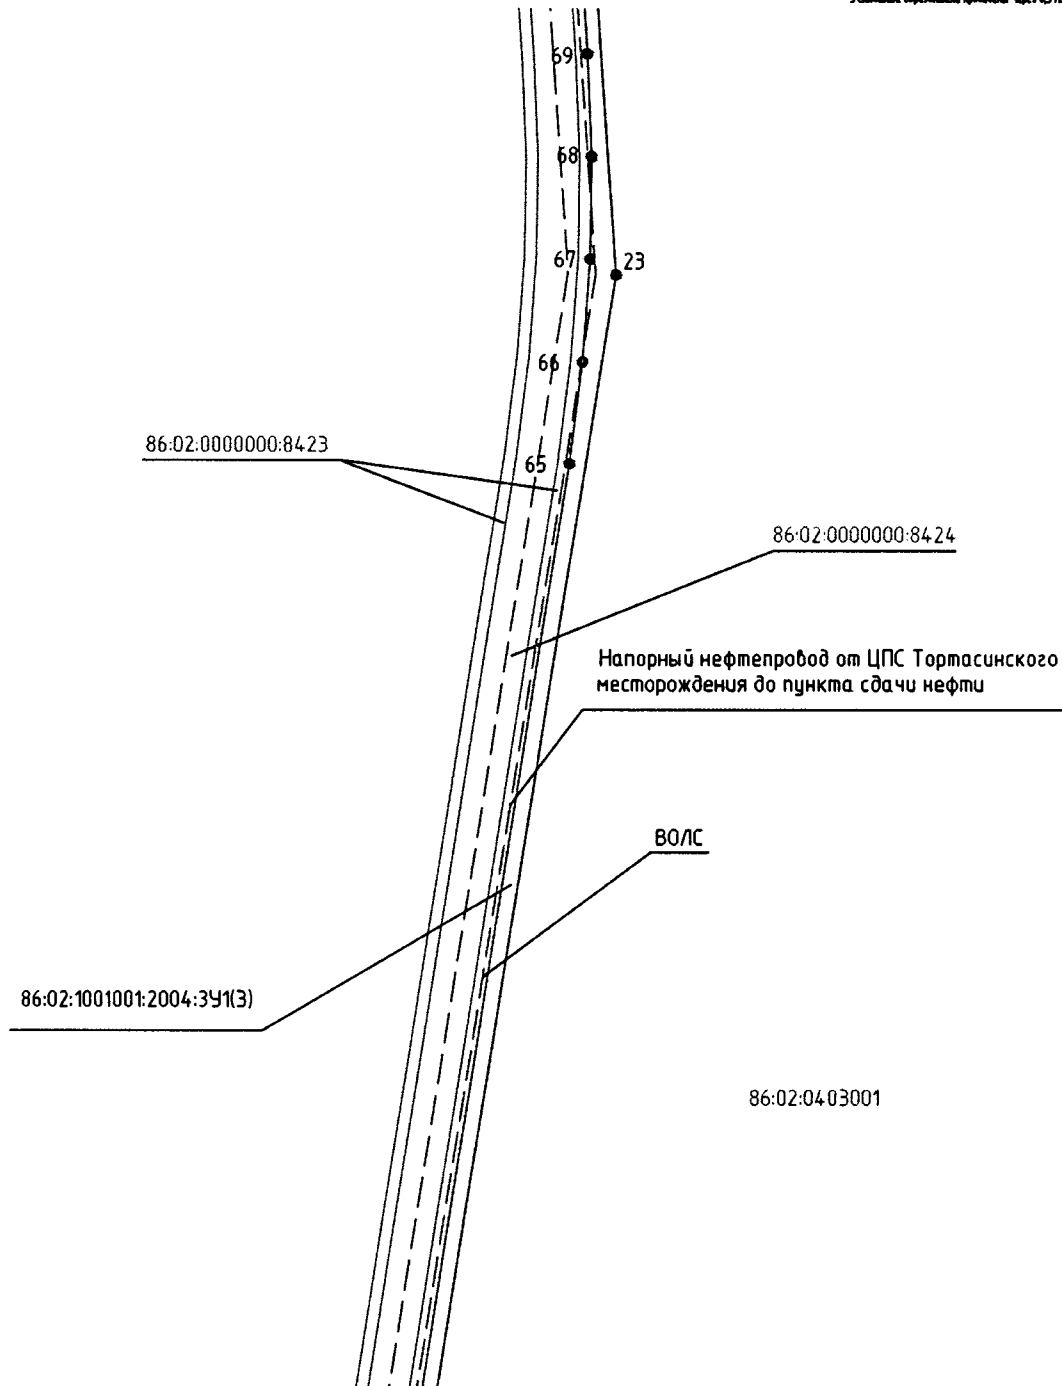 69
68
67
23
66
86:02:0000000:8423
65
86:02:0000000:8424
Напорный нефтепровод от ЦПС Тортасинского
месторождения до пункта сдачи нефти
ВОЛС
86:02:1001001:2004:ЗУ1(3)
86:02:0403001